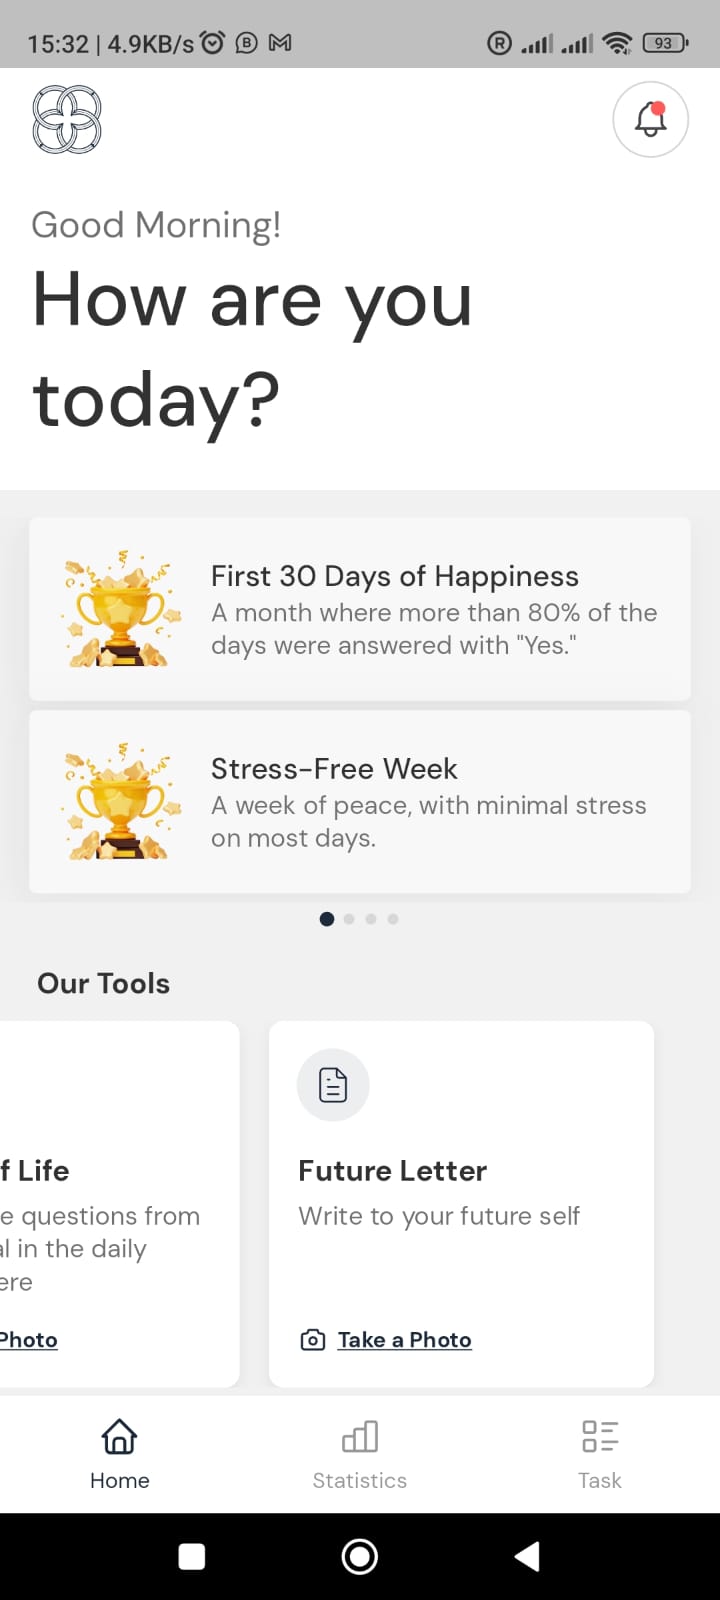 15:32 | 4.9KB/s
B
R
93
Good Morning!
How are you
today?
First 30 Days of Happiness
A month where more than 80% of the
days were answered with "Yes."
Stress-Free Week
A week of peace, with minimal stress
on most days.
Our Tools
f Life
e questions from
al in the daily
ere
Photo
Future Letter
Write to your future self
Take a Photo
Home
Statistics
Task